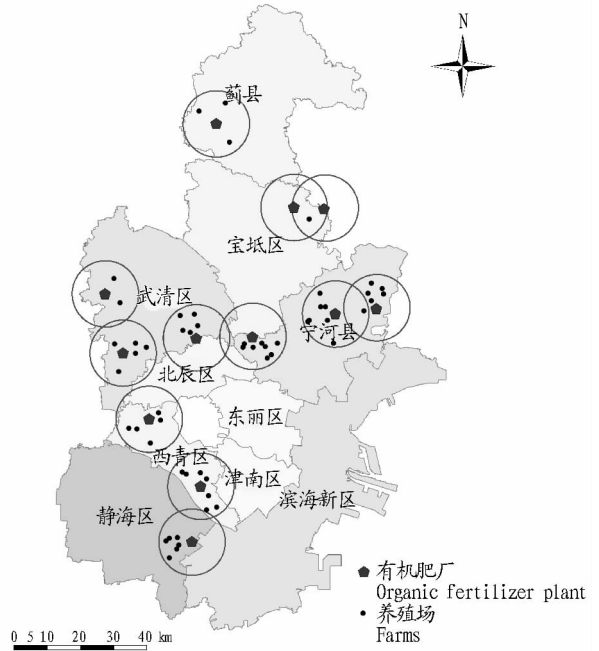 N
蓟县
宝坻区
武清区
宁河县
北辰区
东丽区
西青区
津南区
静海区
滨海新区
有机肥厂
Organic fertilizer plant
养殖场
Farms
0 5 10 20 30 40 km